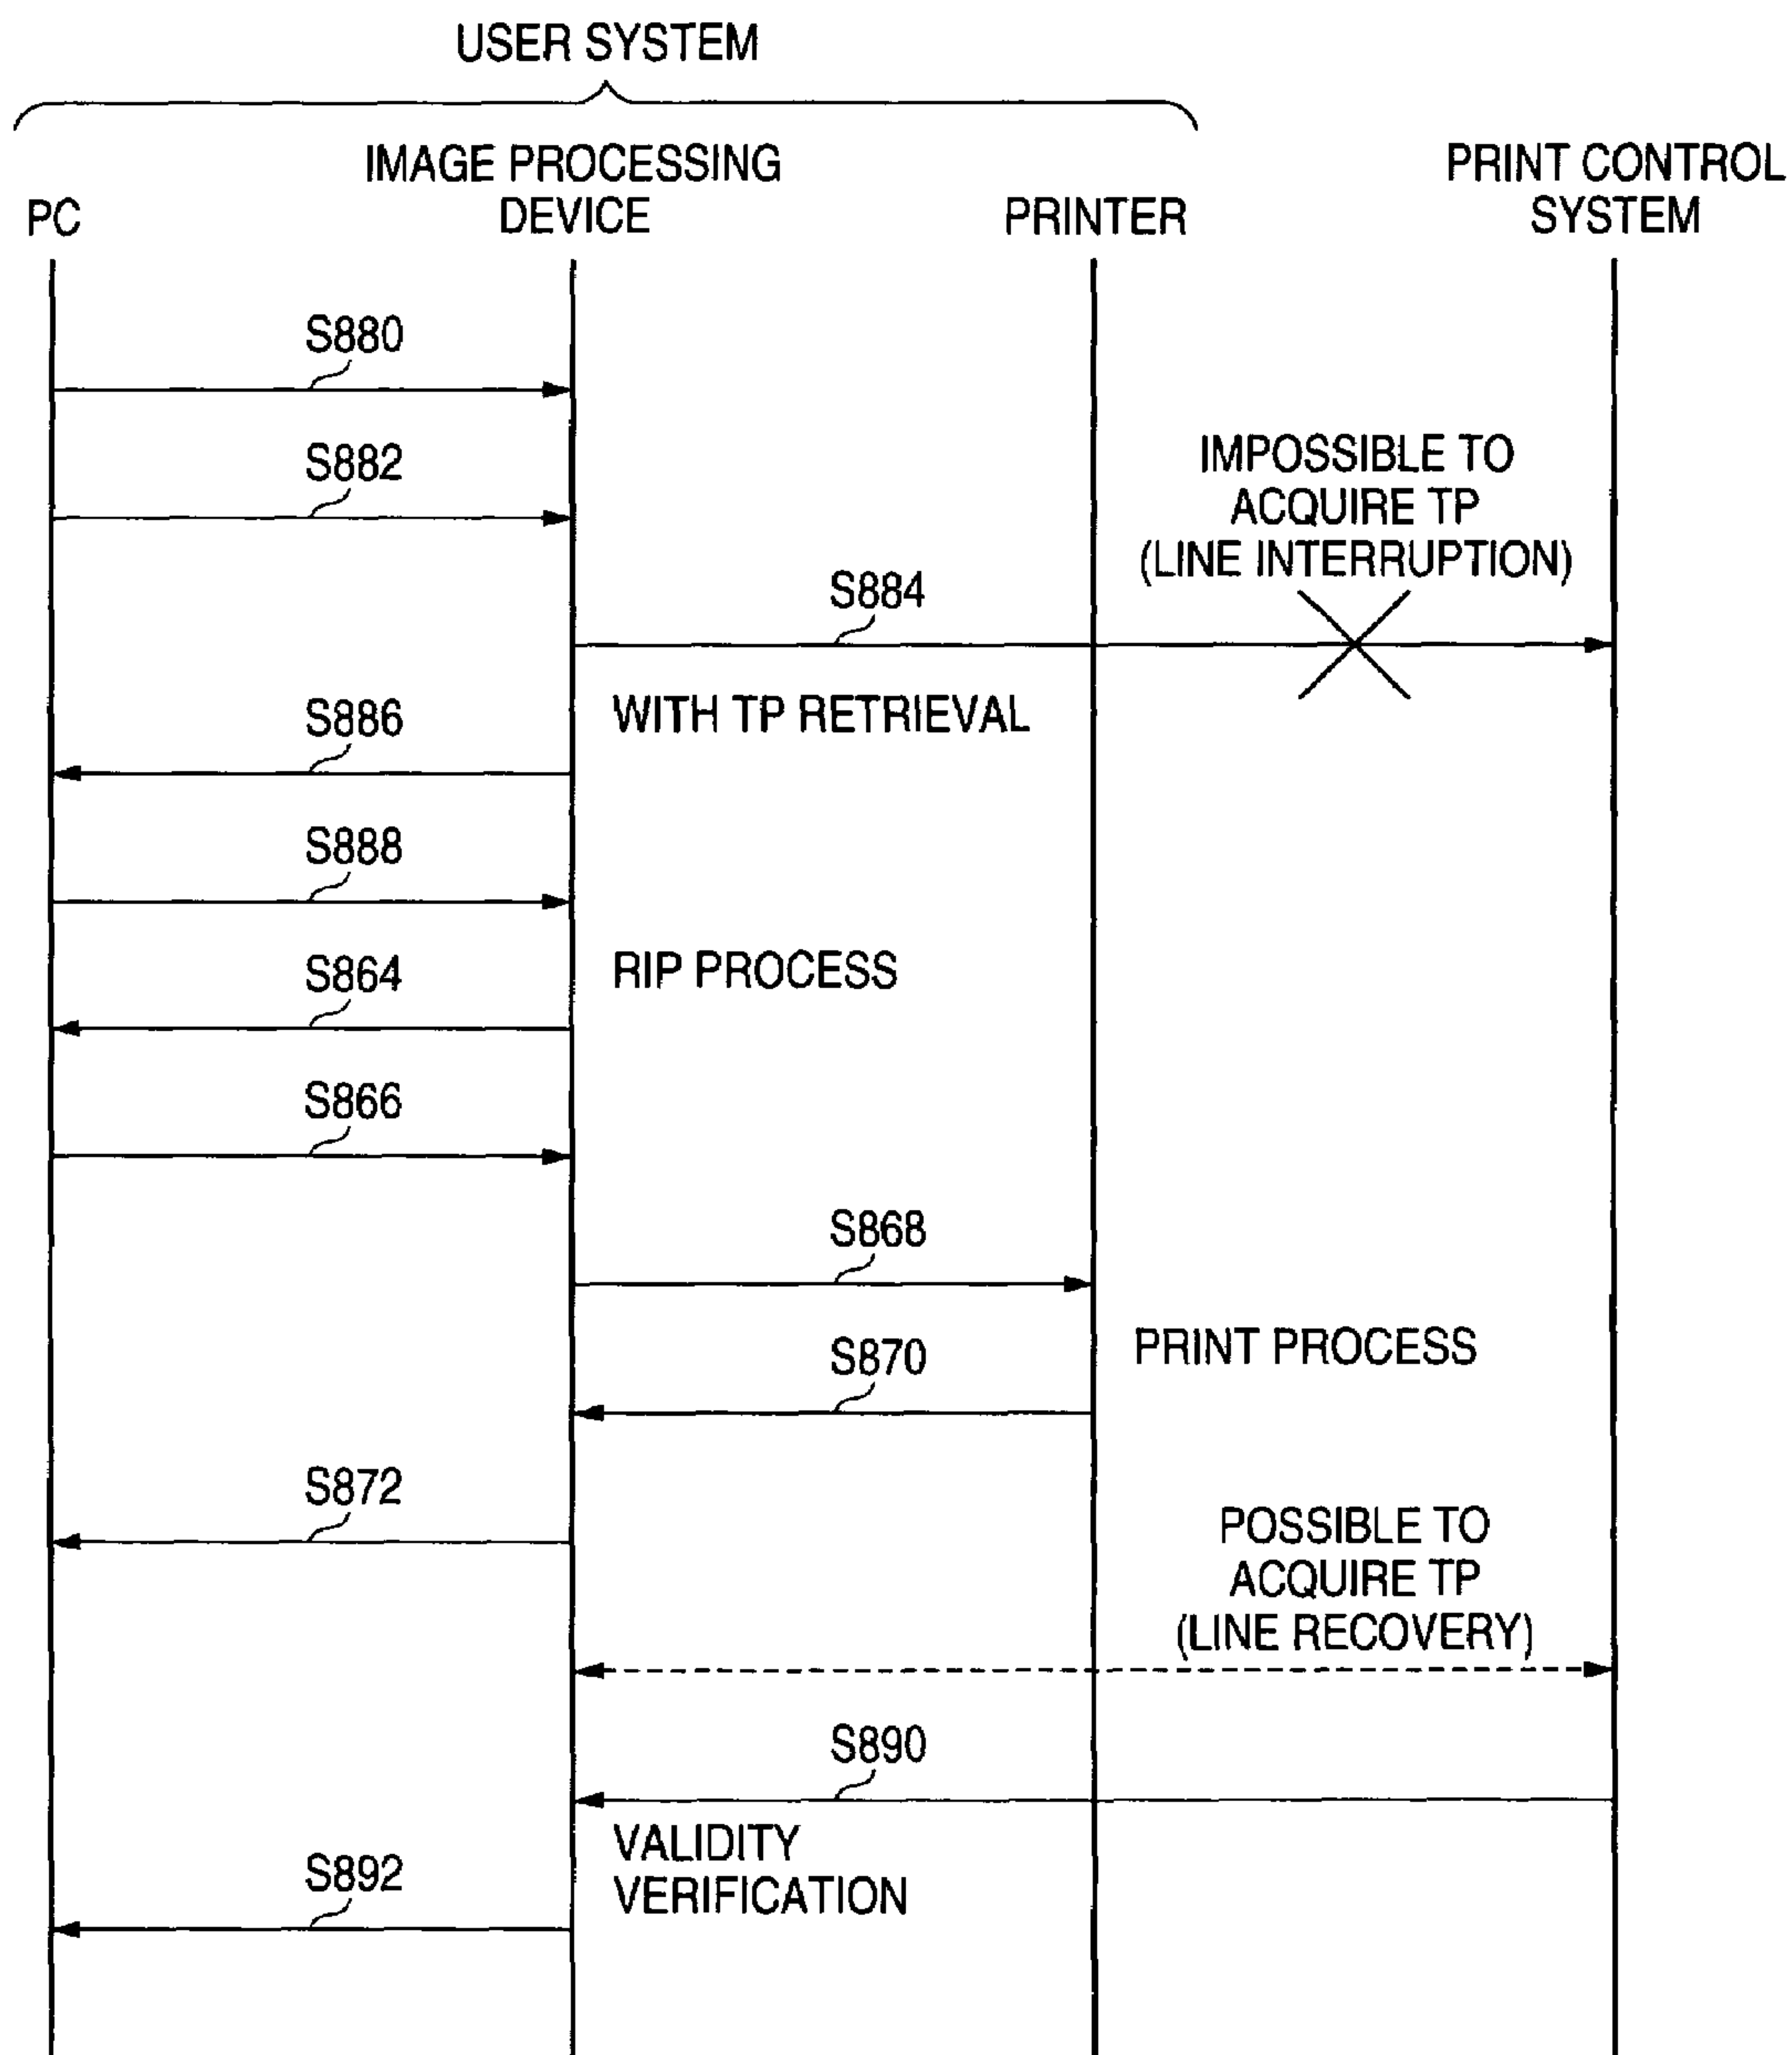 USER SYSTEM
IMAGE PROCESSING
DEVICE
PC
PRINTER
PRINT CONTROL
SYSTEM
S880
S882
IMPOSSIBLE TO
ACQUIRE TP
(LINE INTERRUPTION)
S884
WITH TP RETRIEVAL
S886
S888
RIP PROCESS
S864
S866
S868
PRINT PROCESS
S870
S872
POSSIBLE TO
ACQUIRE TP
(LINE RECOVERY)
S890
VALIDITY
VERIFICATION
S892